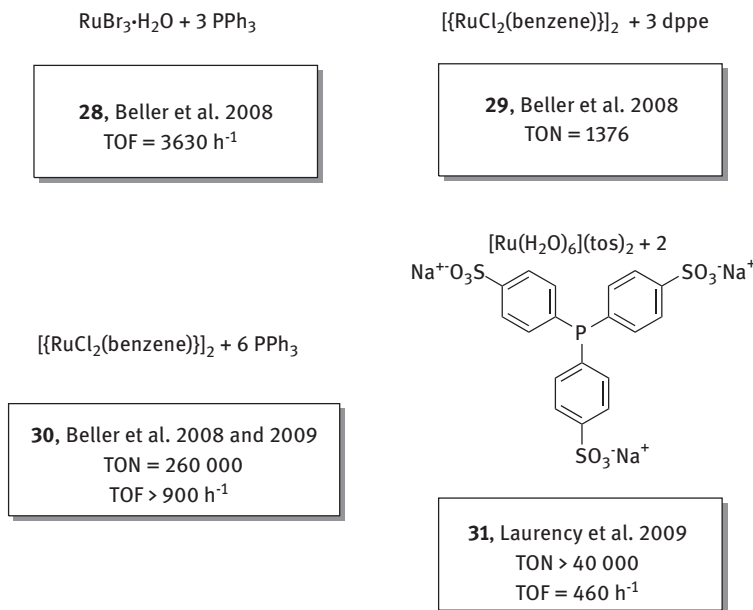 RuBr₃·H₂O + 3 PPh₃
28, Beller et al. 2008
TOF = 3630 h⁻¹
[{RuCl₂(benzene)}]₂ + 3 dppe
29, Beller et al. 2008
TON = 1376
[{RuCl₂(benzene)}]₂ + 6 PPh₃
30, Beller et al. 2008 and 2009
TON = 260 000
TOF > 900 h⁻¹
[Ru(H₂O)₆](tos)₂ + 2
Na⁺⁻O₃S
SO₃⁻Na⁺
P
SO₃⁻Na⁺
31, Laurency et al. 2009
TON > 40 000
TOF = 460 h⁻¹